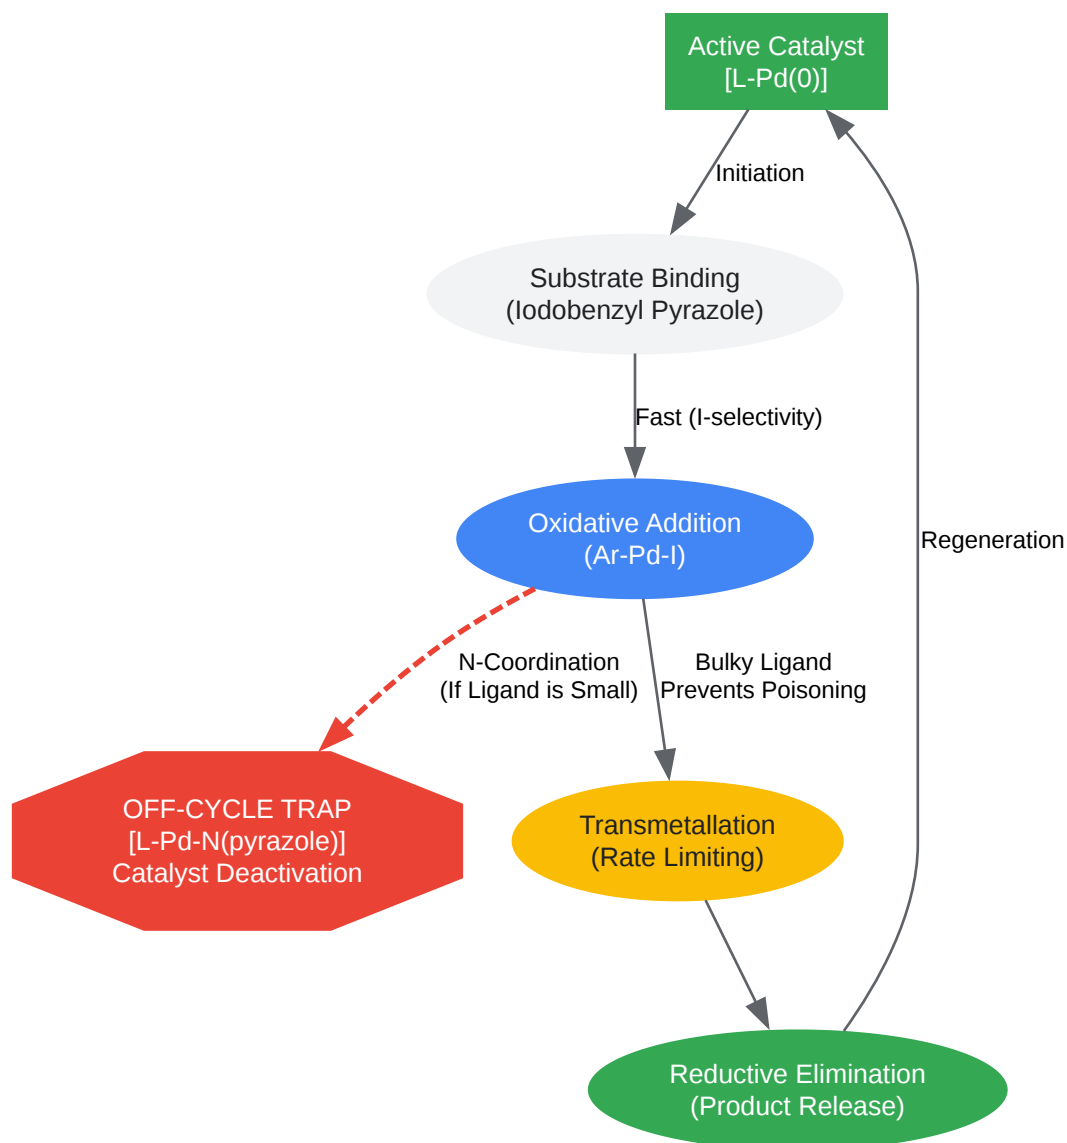 Active Catalyst
[L-Pd(0)]
Initiation
Substrate Binding
(Iodobenzyl Pyrazole)
Fast (I-selectivity)
Oxidative Addition
(Ar-Pd-I)
Regeneration
N-Coordination
(If Ligand is Small)
Bulky Ligand
Prevents Poisoning
OFF-CYCLE TRAP
[L-Pd-N(pyrazole)]
Catalyst Deactivation
Transmetallation
(Rate Limiting)
Reductive Elimination
(Product Release)